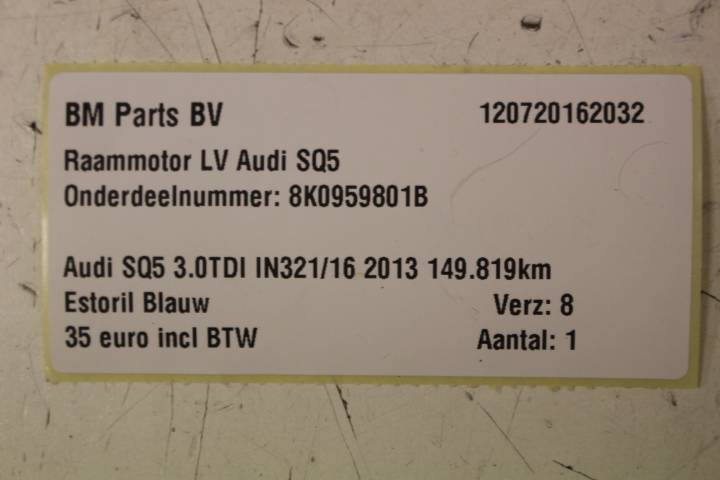 BM Parts BV 120720162032
Raammotor LV Audi SQ5
Onderdeelnummer: 8K0959801B
Audi SQ5 3.0TDI IN321/16 2013 149.819km
Estoril Blauw Verz: 8
35 euro incl BTW Aantal: 1